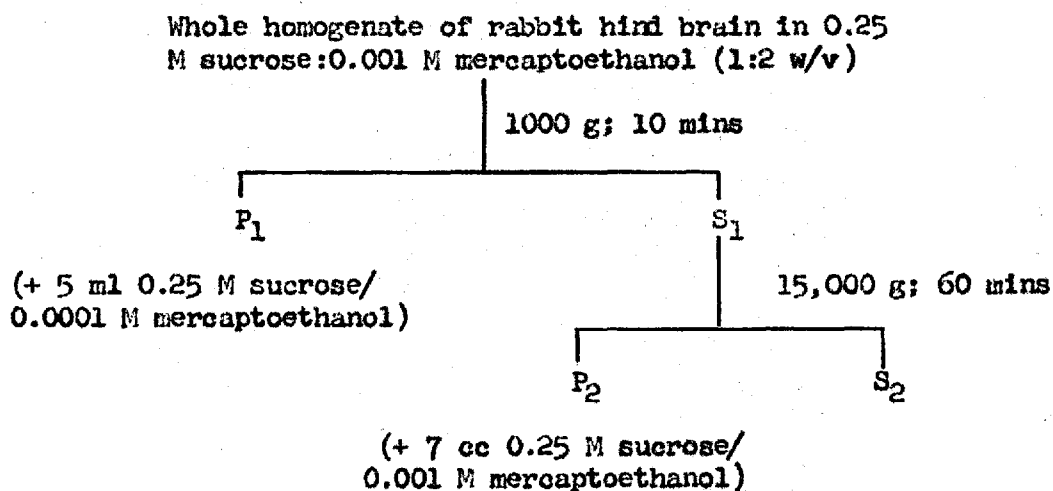 Whole homogenate of rabbit hind brain in 0.25
M sucrose:0.001 M mercaptoethanol (1:2 w/v)
1000 g; 10 mins
P1
S1
(+ 5 ml 0.25 M sucrose/
0.0001 M mercaptoethanol)
15,000 g; 60 mins
P2
S2
(+ 7 cc 0.25 M sucrose/
0.001 M mercaptoethanol)